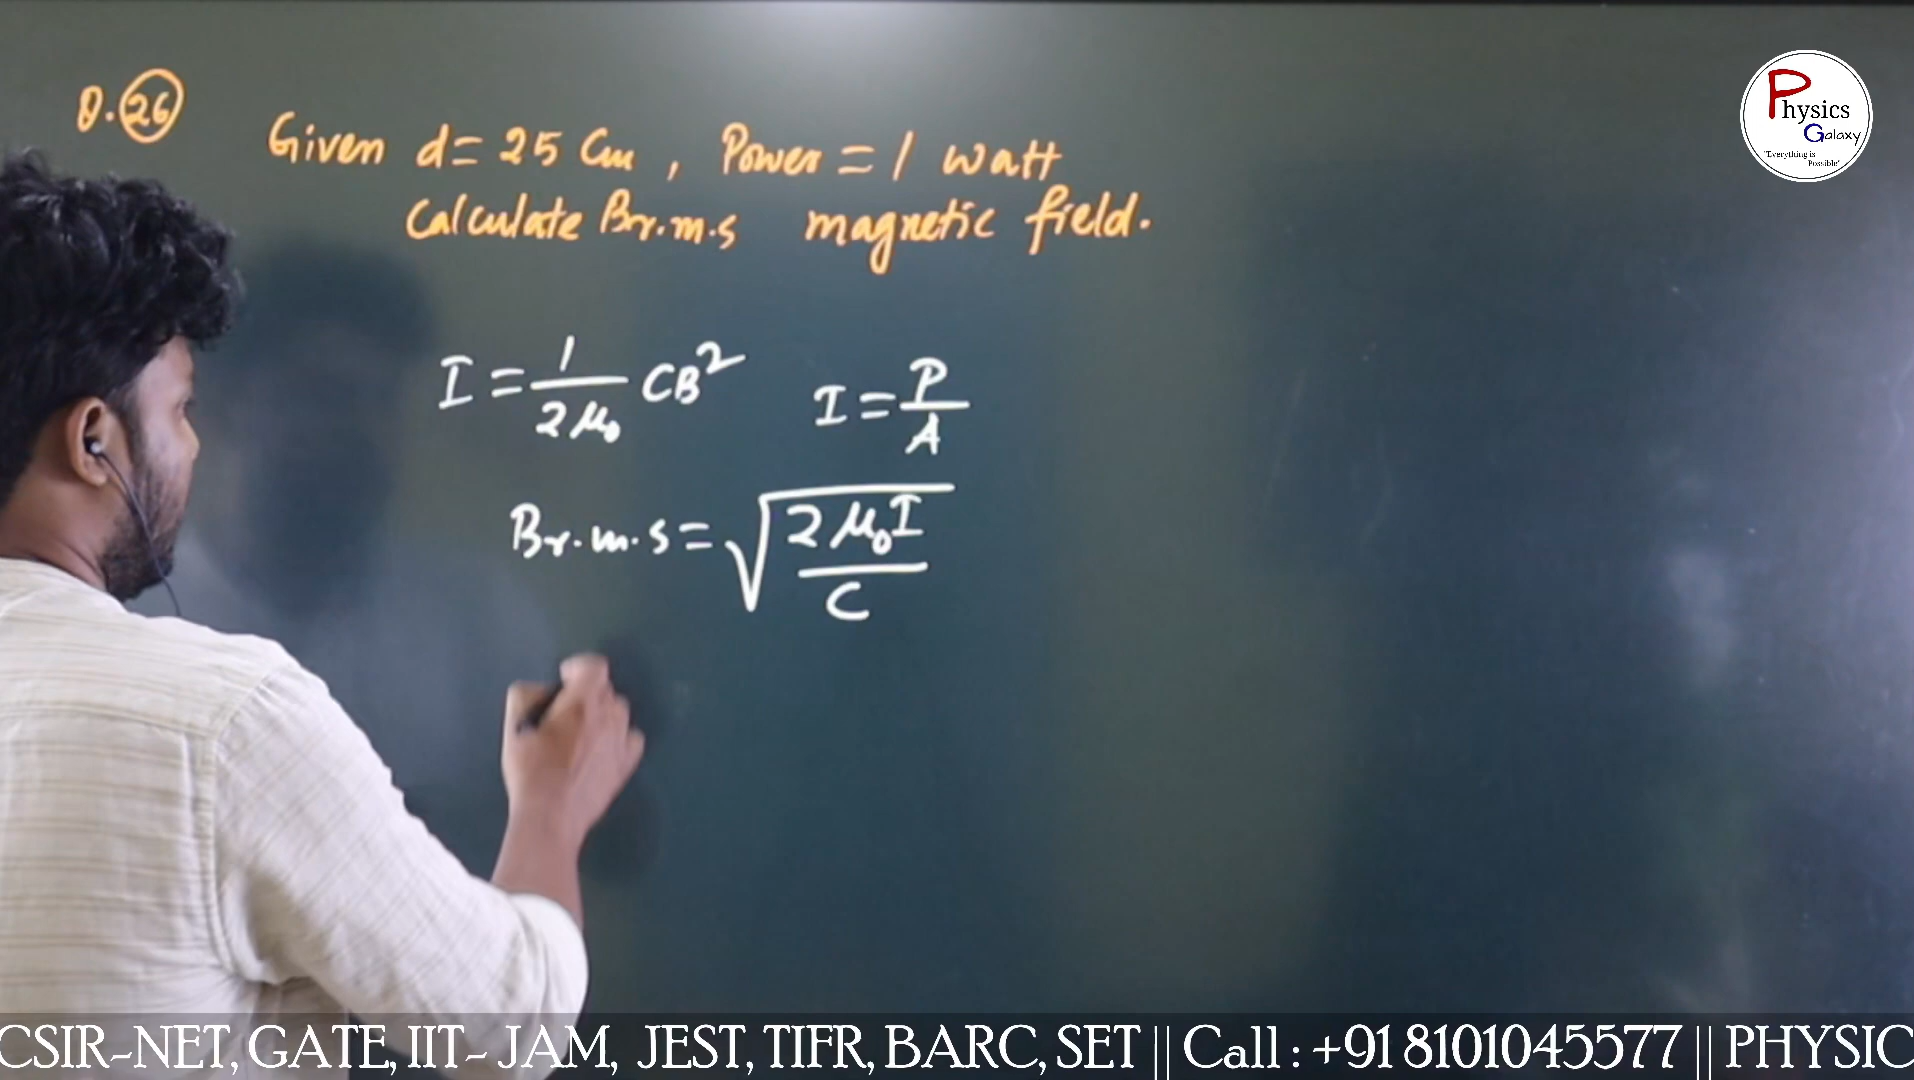 Q. 26
Given d = 25 Cm , Power = 1 watt
Calculate Br.m.s magnetic field.
I = 1/2μ₀ CB² I = P/A
Br.m.s = √(2μ₀I/C)
Physics
Galaxy
"Everything is
Possible"
CSIR-NET, GATE, IIT- JAM, JEST, TIFR, BARC, SET || Call : +91 8101045577 || PHYSIC